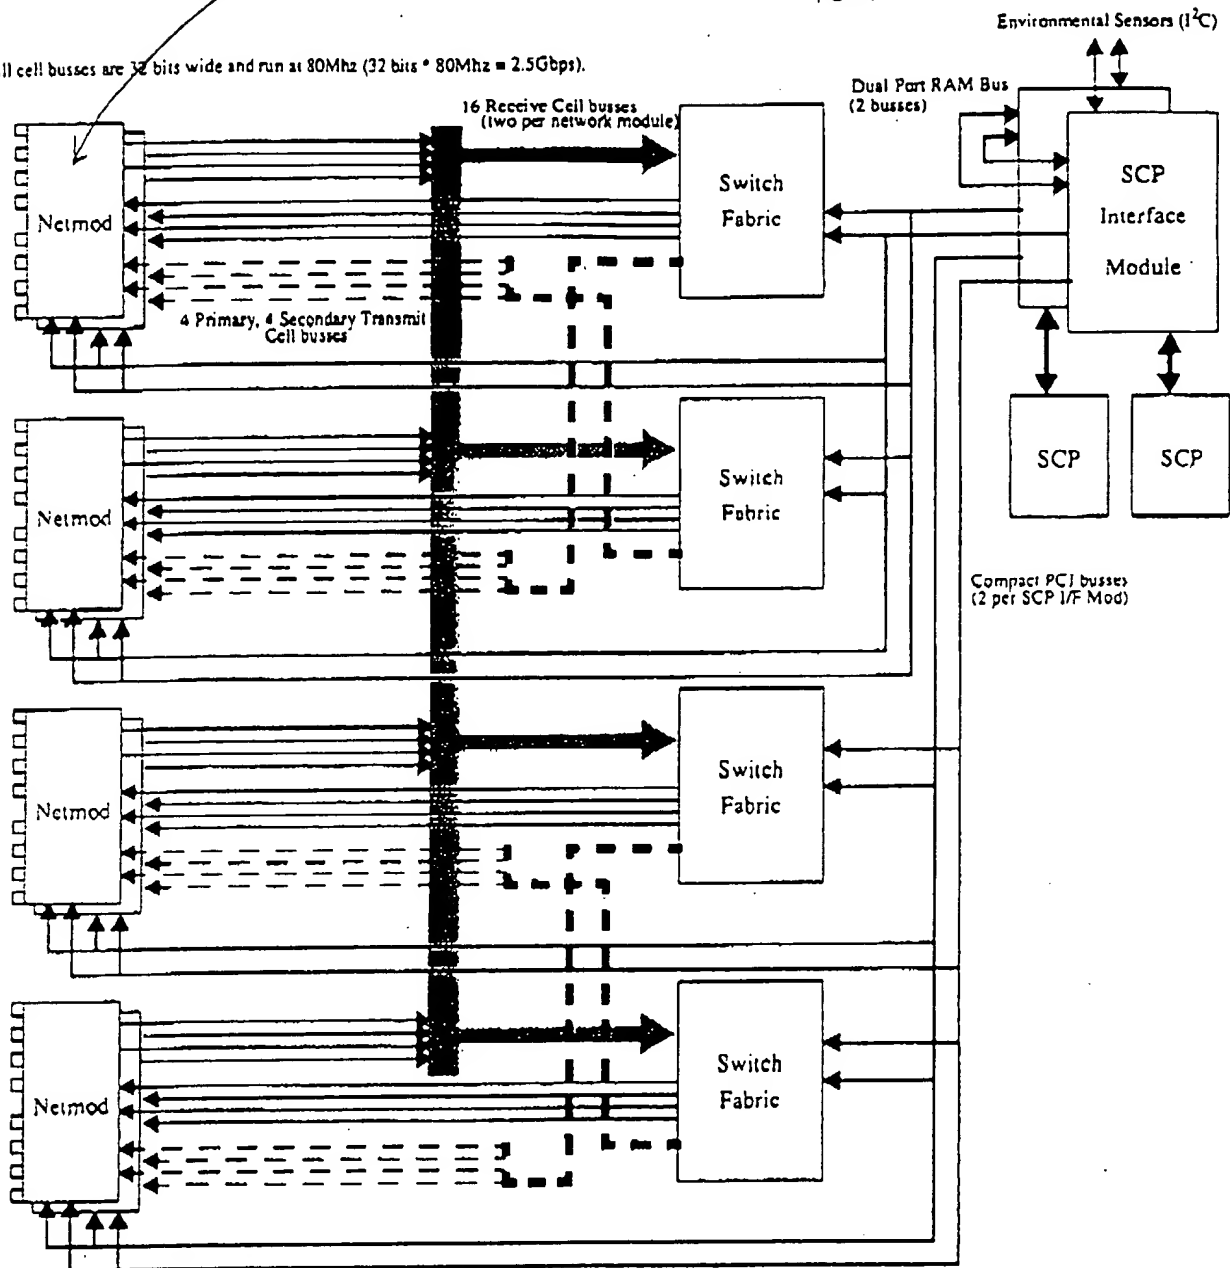 Environmental Sensors (I²C)
ll cell busses are 32 bits wide and run at 80Mhz (32 bits * 80Mhz = 2.5Gbps).
Dual Port RAM Bus
(2 busses)
16 Receive Cell busses
(two per network module)
Netmod
Switch
Fabric
SCP
Interface
Module
4 Primary, 4 Secondary Transmit
Cell busses
Netmod
Switch
Fabric
SCP
SCP
Compact PCI busses
(2 per SCP I/F Mod)
Netmod
Switch
Fabric
Netmod
Switch
Fabric